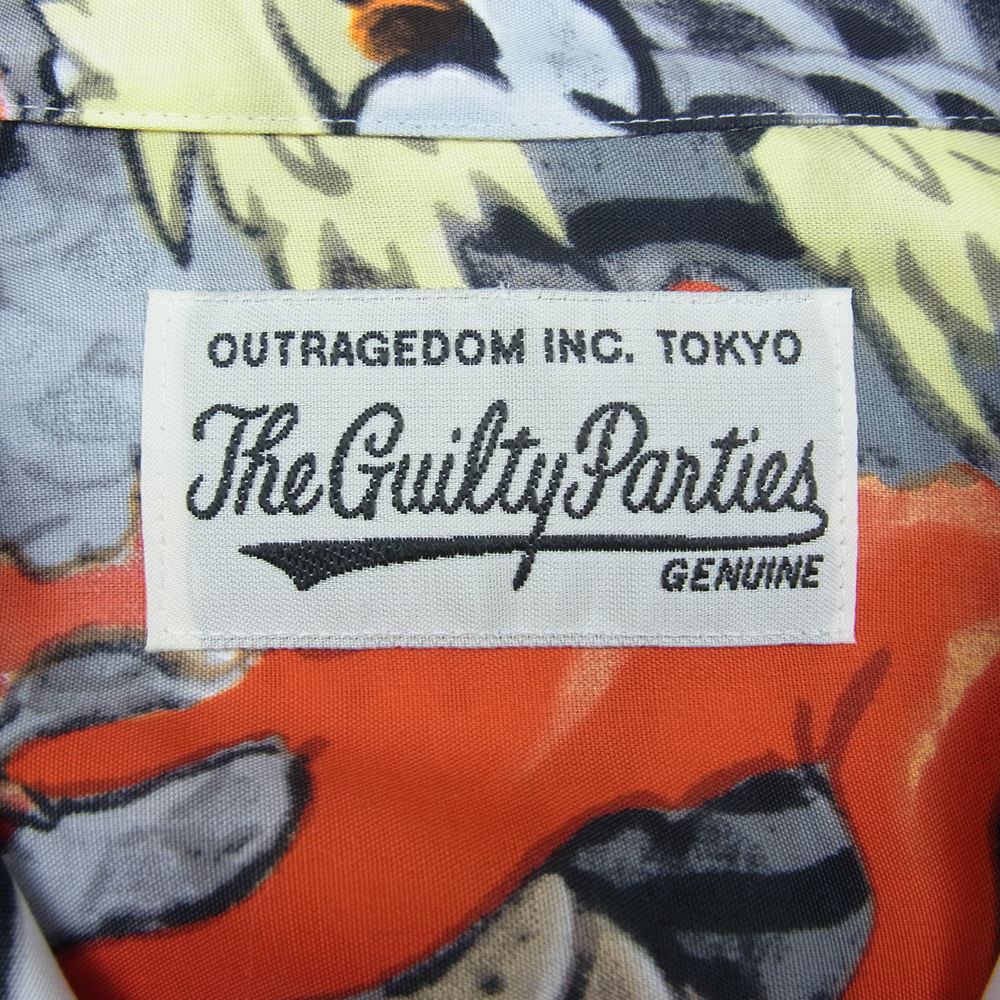 OUTRAGEDOM INC. TOKYO
The Guilty Parties
GENUINE